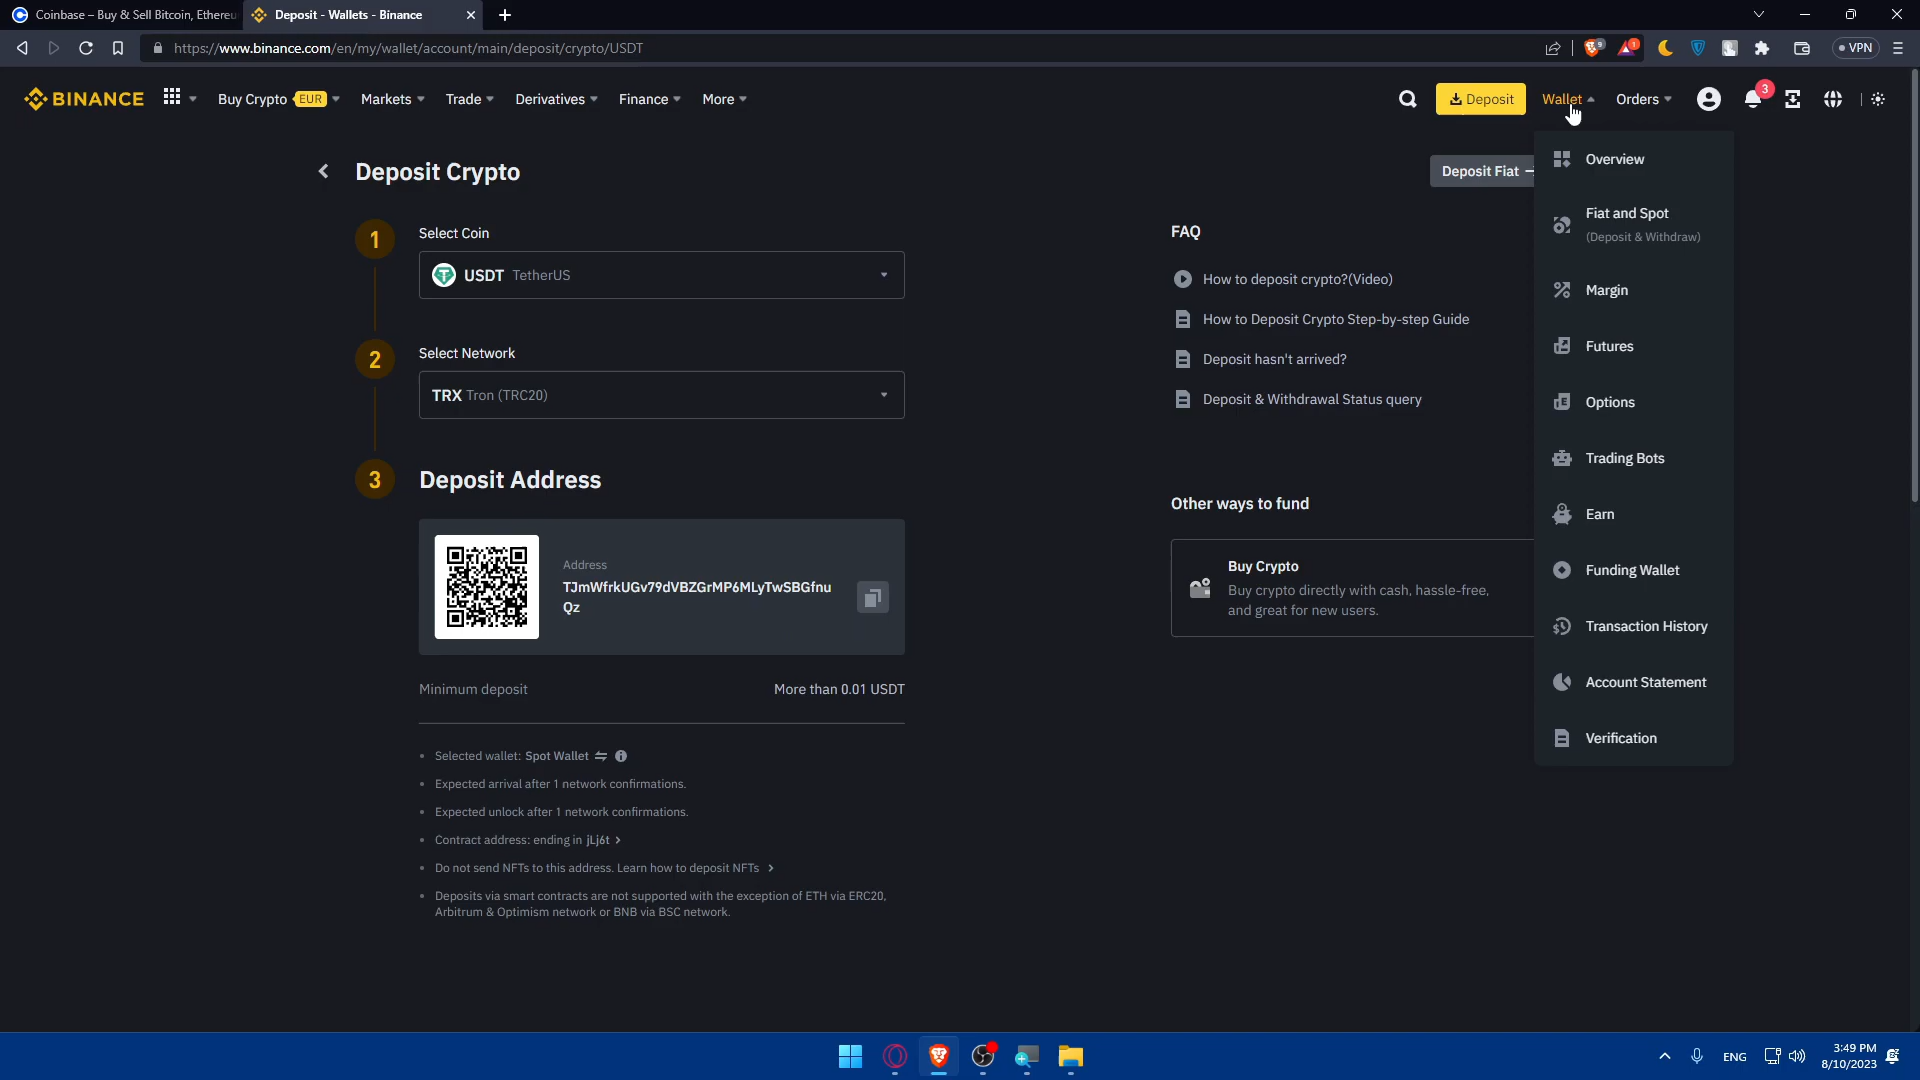 Coinbase – Buy & Sell Bitcoin, Ethereu
Deposit - Wallets - Binance
https://www.binance.com/en/my/wallet/account/main/deposit/crypto/USDT
9
1
VPN
BINANCE
Buy Crypto EUR
Markets
Trade
Derivatives
Finance
More
Deposit
Wallet
Orders
3
Deposit Crypto
Deposit Fiat
1
Select Coin
USDT TetherUS
2
Select Network
TRX Tron (TRC20)
3
Deposit Address
Address
TJmWfrkUGv79dVBZGrMP6MLyTwSBGfnu
Qz
Minimum deposit
More than 0.01 USDT
Selected wallet: Spot Wallet
Expected arrival after 1 network confirmations.
Expected unlock after 1 network confirmations.
Contract address: ending in jLj6t
Do not send NFTs to this address. Learn how to deposit NFTs
Deposits via smart contracts are not supported with the exception of ETH via ERC20,
Arbitrum & Optimism network or BNB via BSC network.
FAQ
How to deposit crypto?(Video)
How to Deposit Crypto Step-by-step Guide
Deposit hasn't arrived?
Deposit & Withdrawal Status query
Other ways to fund
Buy Crypto
Buy crypto directly with cash, hassle-free,
and great for new users.
Overview
Fiat and Spot
(Deposit & Withdraw)
Margin
Futures
Options
Trading Bots
Earn
Funding Wallet
Transaction History
Account Statement
Verification
ENG
3:49 PM
8/10/2023